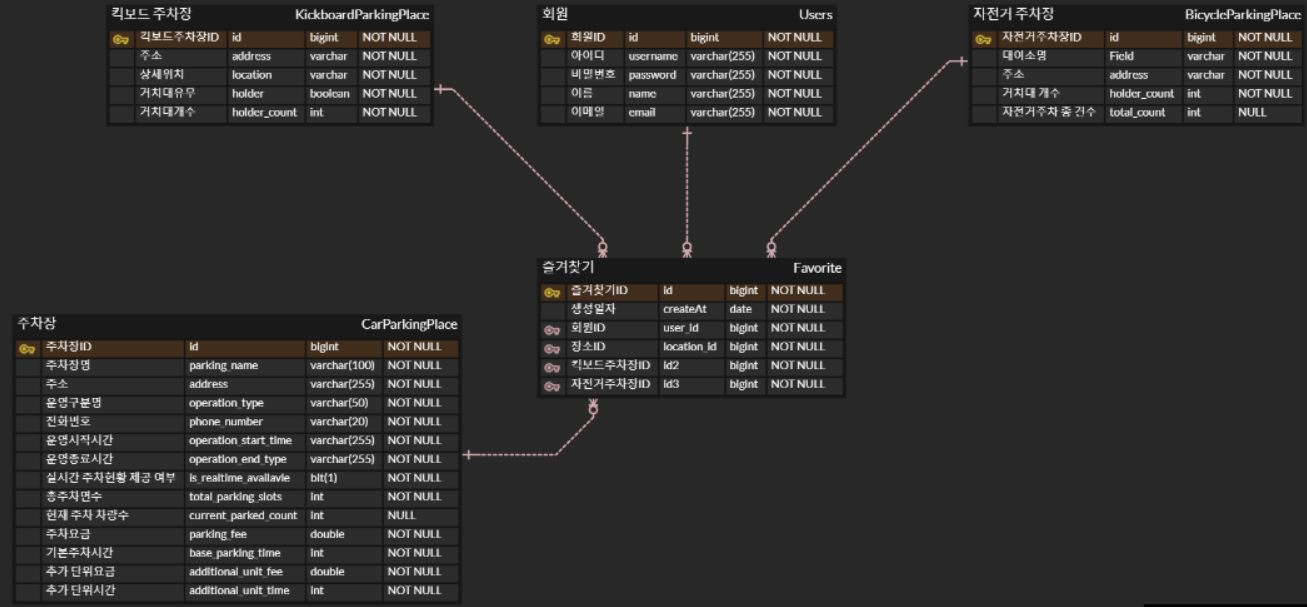 킥보드 주차장 KickboardParkingPlace
킥보드주차장ID id bigint NOT NULL
주소 address varchar NOT NULL
상세위치 location varchar NOT NULL
거치대유무 holder boolean NOT NULL
거치대개수 holder_count int NOT NULL
회원 Users
회원ID id bigint NOT NULL
아이디 username varchar(255) NOT NULL
비밀번호 password varchar(255) NOT NULL
이름 name varchar(255) NOT NULL
이메일 email varchar(255) NOT NULL
자전거 주차장 BicycleParkingPlace
자전거주차장ID id bigint NOT NULL
대여소명 Field varchar NOT NULL
주소 address varchar NOT NULL
거치대 개수 holder_count int NOT NULL
자전거주차 총 건수 total_count int NULL
즐겨찾기 Favorite
즐겨찾기ID id bigint NOT NULL
생성일자 createAt date NOT NULL
회원ID user_id bigint NOT NULL
장소ID location_id bigint NOT NULL
킥보드주차장ID id2 bigint NOT NULL
자전거주차장ID id3 bigint NOT NULL
주차장 CarParkingPlace
주차장ID id bigint NOT NULL
주차장명 parking_name varchar(100) NOT NULL
주소 address varchar(255) NOT NULL
운영구분명 operation_type varchar(50) NOT NULL
전화번호 phone_number varchar(20) NOT NULL
운영시작시간 operation_start_time varchar(255) NOT NULL
운영종료시간 operation_end_type varchar(255) NOT NULL
실시간 주차현황 제공 여부 is_realtime_availavle bit(1) NOT NULL
총주차면수 total_parking_slots int NOT NULL
현재 주차 차량수 current_parked_count int NULL
주차요금 parking_fee double NOT NULL
기본주차시간 base_parking_time int NOT NULL
추가 단위요금 additional_unit_fee double NOT NULL
추가 단위시간 additional_unit_time int NOT NULL